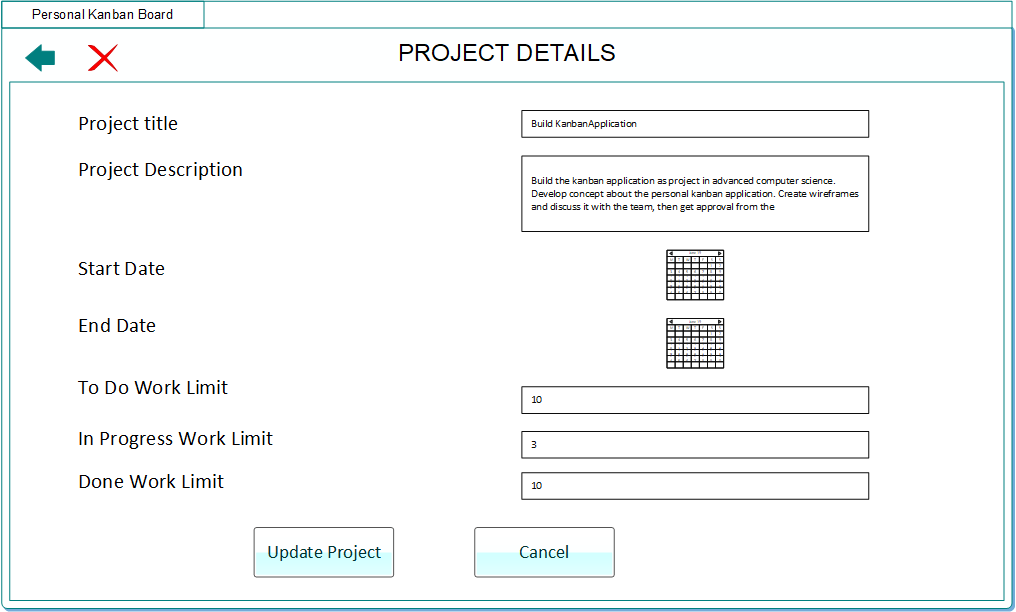 Personal Kanban Board
PROJECT DETAILS
Project title
Build KanbanApplication
Project Description
Build the kanban application as project in advanced computer science.
Develop concept about the personal kanban application. Create wireframes
and discuss it with the team, then get approval from the
Start Date
End Date
To Do Work Limit
10
In Progress Work Limit
3
Done Work Limit
10
Update Project
Cancel